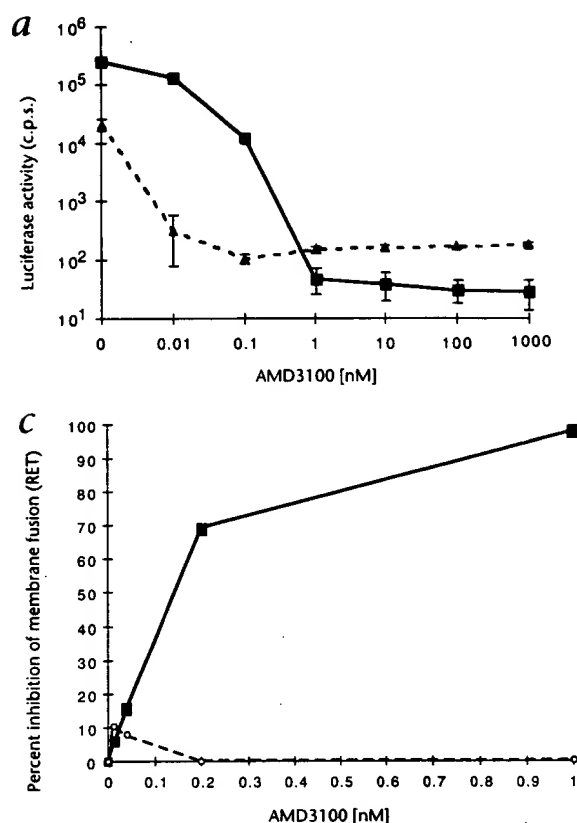 a
10^6
10^5
10^4
10^3
10^2
10^1
Luciferase activity (c.p.s.)
0 0.01 0.1 1 10 100 1000
AMD3100 [nM]
c
100
90
80
70
60
50
40
30
20
10
0
Percent inhibition of membrane fusion (RET)
0 0.1 0.2 0.3 0.4 0.5 0.6 0.7 0.8 0.9 1
AMD3100 [nM]